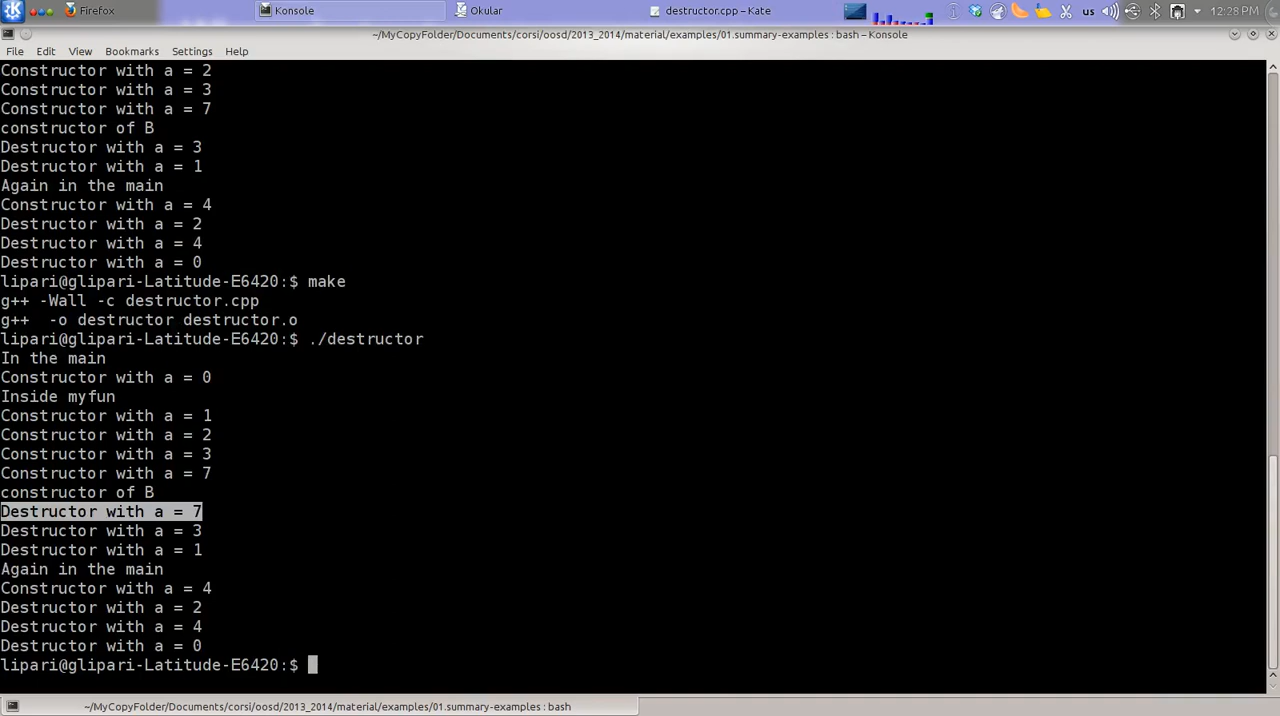 Firefox
Konsole
Okular
destructor.cpp – Kate
us
12:28 PM
~/MyCopyFolder/Documents/corsi/oosd/2013_2014/material/examples/01.summary-examples : bash – Konsole
File Edit View Bookmarks Settings Help
Constructor with a = 2
Constructor with a = 3
Constructor with a = 7
constructor of B
Destructor with a = 3
Destructor with a = 1
Again in the main
Constructor with a = 4
Destructor with a = 2
Destructor with a = 4
Destructor with a = 0
lipari@glipari-Latitude-E6420:$ make
g++ -Wall -c destructor.cpp
g++  -o destructor destructor.o
lipari@glipari-Latitude-E6420:$ ./destructor
In the main
Constructor with a = 0
Inside myfun
Constructor with a = 1
Constructor with a = 2
Constructor with a = 3
Constructor with a = 7
constructor of B
Destructor with a = 7
Destructor with a = 3
Destructor with a = 1
Again in the main
Constructor with a = 4
Destructor with a = 2
Destructor with a = 4
Destructor with a = 0
lipari@glipari-Latitude-E6420:$
~/MyCopyFolder/Documents/corsi/oosd/2013_2014/material/examples/01.summary-examples : bash